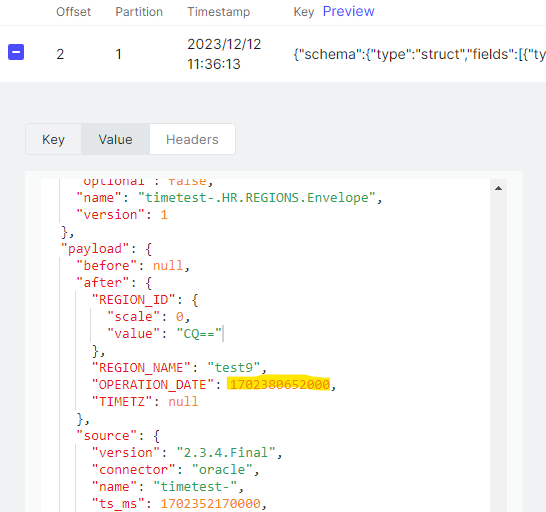 Offset Partition Timestamp Key Preview
2 1 2023/12/12 11:36:13 {"schema":{"type":"struct","fields":[{"ty
Key Value Headers
"optional": false,
"name": "timetest-.HR.REGIONS.Envelope",
"version": 1
},
"payload": {
"before": null,
"after": {
"REGION_ID": {
"scale": 0,
"value": "CQ=="
},
"REGION_NAME": "test9",
"OPERATION_DATE": 1702380652000,
"TIMETZ": null
},
"source": {
"version": "2.3.4.Final",
"connector": "oracle",
"name": "timetest-",
"ts_ms": 1702352170000,